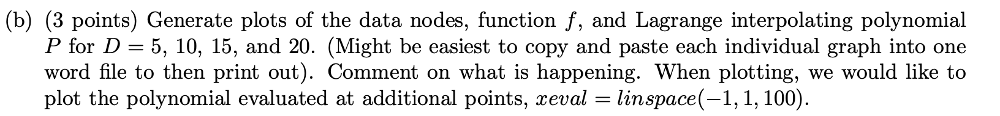 (b) (3 points) Generate plots of the data nodes, function f, and Lagrange interpolating polynomial
P for D = 5, 10, 15, and 20. (Might be easiest to copy and paste each individual graph into one
word file to then print out). Comment on what is happening. When plotting, we would like to
plot the polynomial evaluated at additional points, xeval = linspace(−1, 1, 100).